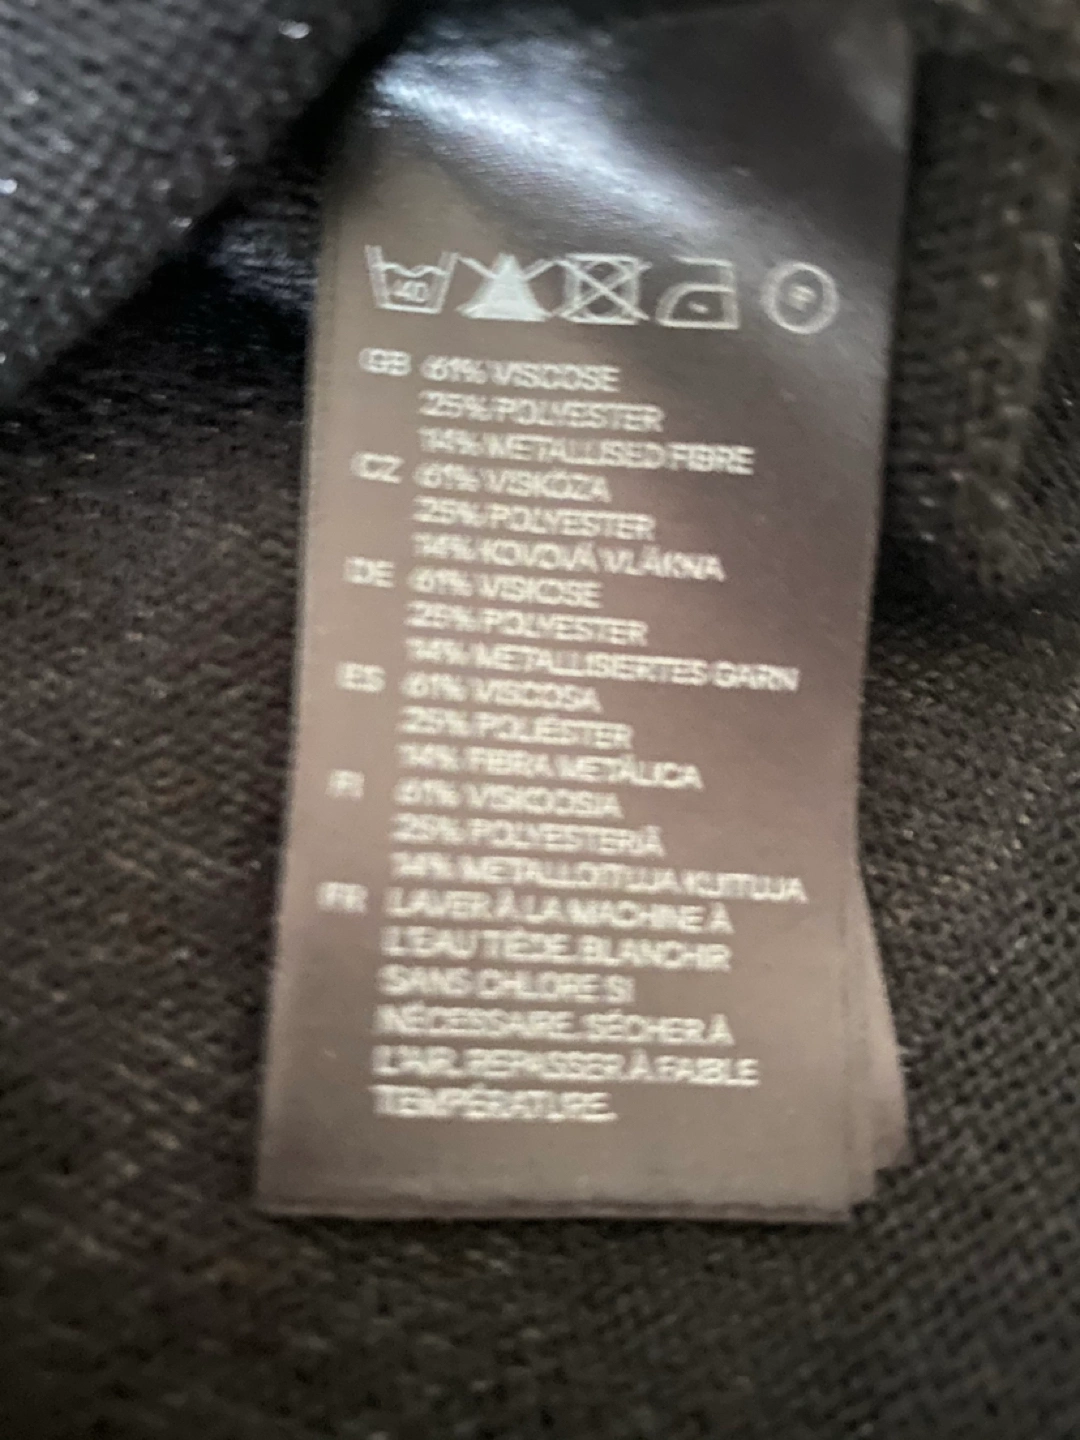 40
GB 61% VISCOSE
25% POLYESTER
14% METALLISED FIBRE
CZ 61% VISKÓZA
25% POLYESTER
14% KOVOVÁ VLÁKNA
DE 61% VISKOSE
25% POLYESTER
14% METALLISIERTES GARN
ES 61% VISCOSA
25% POLIÉSTER
14% FIBRA METÁLICA
FI 61% VISKOOSIA
25% POLYESTERIÄ
14% METALLOITUJA KUITUJA
FR LAVER À LA MACHINE À
L'EAU TIÈDE. BLANCHIR
SANS CHLORE SI
NÉCESSAIRE. SÉCHER À
L'AIR. REPASSER À FAIBLE
TEMPÉRATURE.